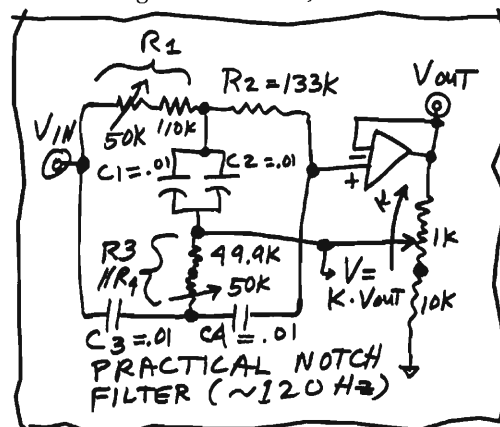 R1
R2=133K
VOUT
VIN
50K
110K
C1=.01
C2=.01
−
+
K
1K
R3
49.9K
50K
V=
K·VOUT
10K
C3=.01
C4=.01
PRACTICAL NOTCH
FILTER (~120 Hz)